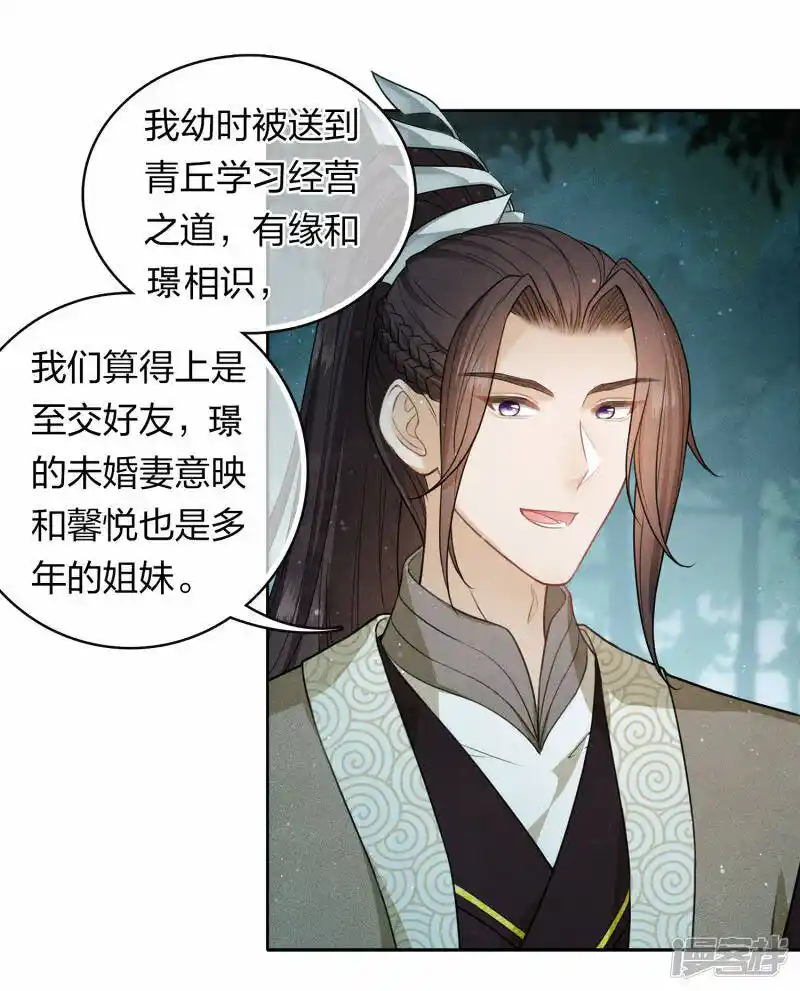 我幼时被送到
青丘学习经营
之道，有缘和
璟相识，
我们算得上是
至交好友，璟
的未婚妻意映
和馨悦也是多
年的姐妹。
漫客栈